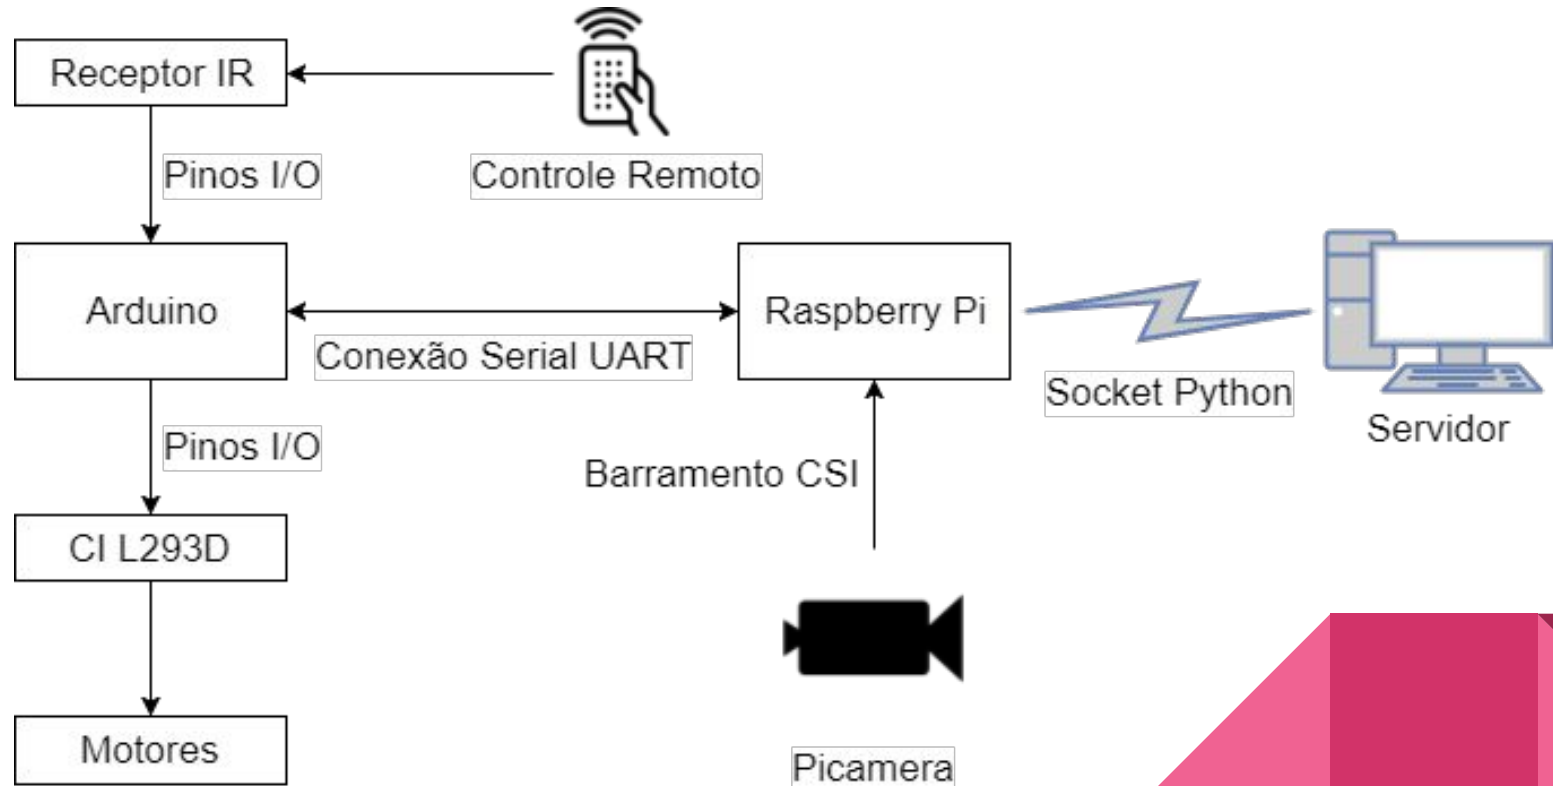 Receptor IR
Pinos I/O
Controle Remoto
Arduino
Conexão Serial UART
Raspberry Pi
Socket Python
Servidor
Pinos I/O
Barramento CSI
CI L293D
Motores
Picamera